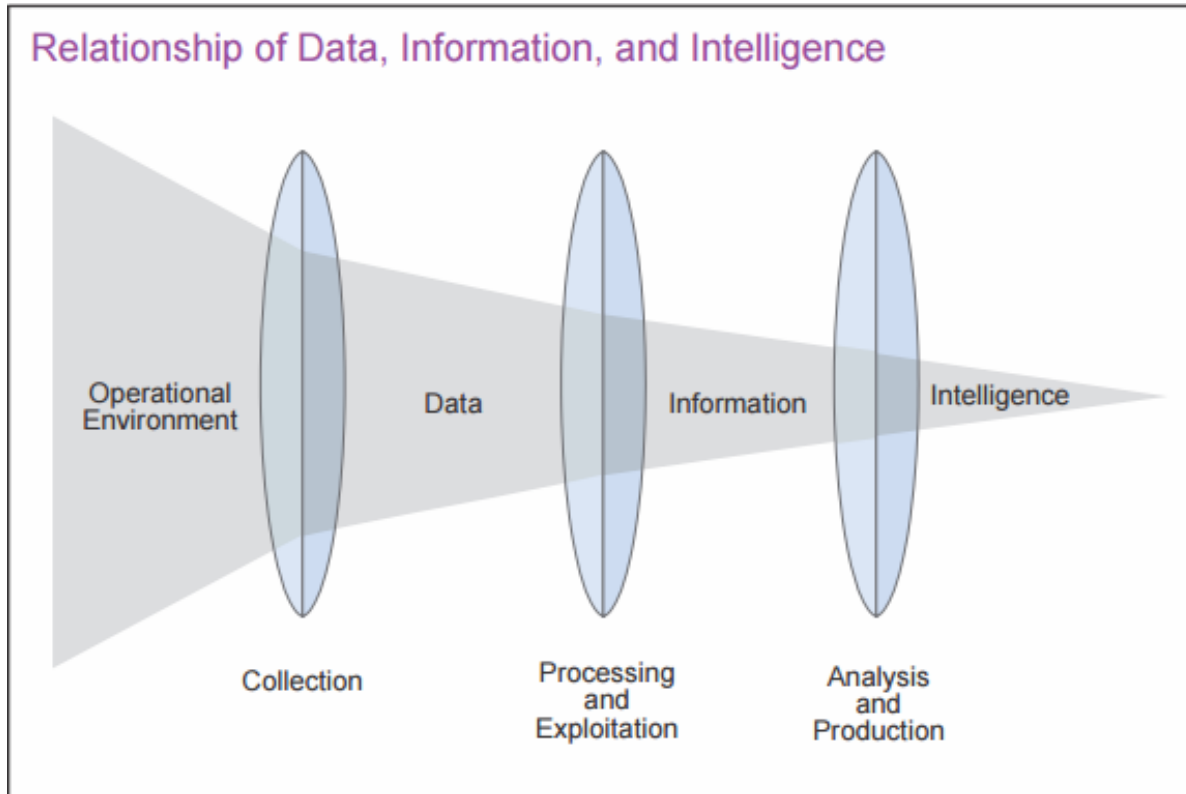 Relationship of Data, Information, and Intelligence
Operational
Environment
Data
Information
Intelligence
Collection
Processing
and
Exploitation
Analysis
and
Production